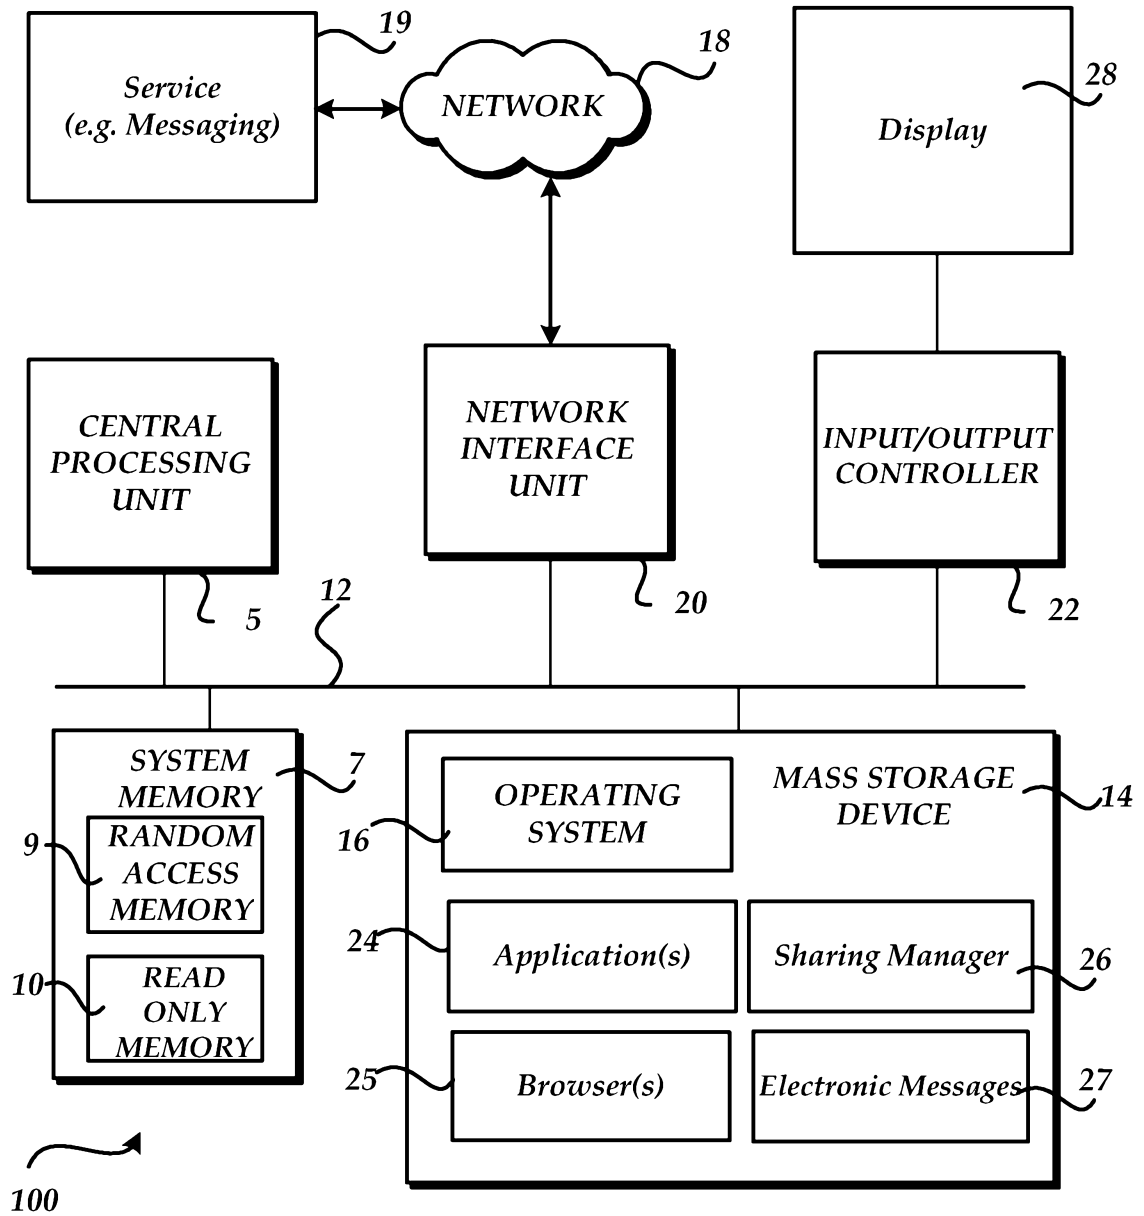 19
18
28
Service
(e.g. Messaging)
NETWORK
Display
CENTRAL
PROCESSING
UNIT
NETWORK
INTERFACE
UNIT
INPUT/OUTPUT
CONTROLLER
5
12
20
22
SYSTEM
MEMORY
7
RANDOM
ACCESS
MEMORY
9
READ
ONLY
MEMORY
10
OPERATING
SYSTEM
16
MASS STORAGE
DEVICE
14
24
Application(s)
Sharing Manager
26
25
Browser(s)
Electronic Messages
27
100